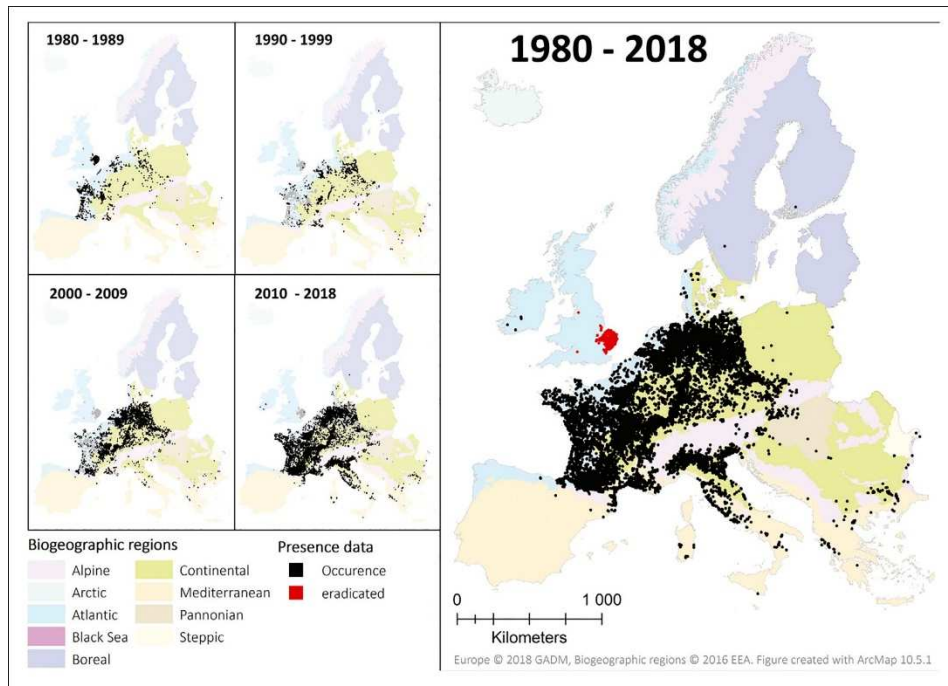 1980 - 1989
1990 - 1999
2000 - 2009
2010 - 2018
1980 - 2018
Biogeographic regions
Alpine
Arctic
Atlantic
Black Sea
Boreal
Continental
Mediterranean
Pannonian
Steppic
Presence data
Occurence
eradicated
0 1 000
Kilometers
Europe © 2018 GADM, Biogeographic regions © 2016 EEA. Figure created with ArcMap 10.5.1